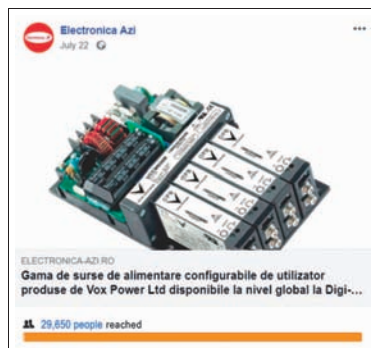 Electronica Azi
July 22
ELECTRONICA-AZI.RO
Gama de surse de alimentare configurabile de utilizator
produse de Vox Power Ltd disponibile la nivel global la Digi-...
29,650 people reached